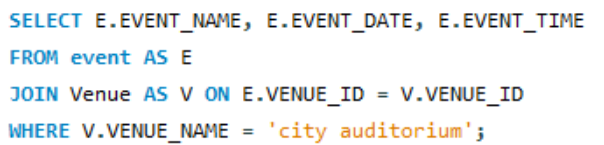 SELECT E.EVENT_NAME, E.EVENT_DATE, E.EVENT_TIME
FROM event AS E
JOIN Venue AS V ON E.VENUE_ID = V.VENUE_ID
WHERE V.VENUE_NAME = 'city auditorium';